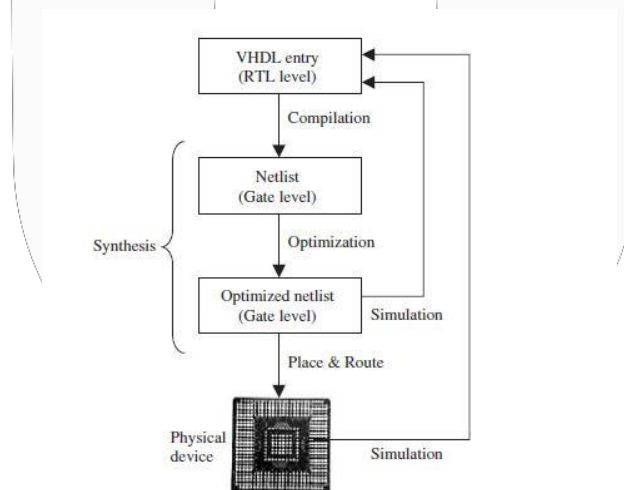 VHDL entry
(RTL level)
Compilation
Netlist
(Gate level)
Synthesis
Optimization
Optimized netlist
(Gate level)
Simulation
Place & Route
Physical
device
Simulation